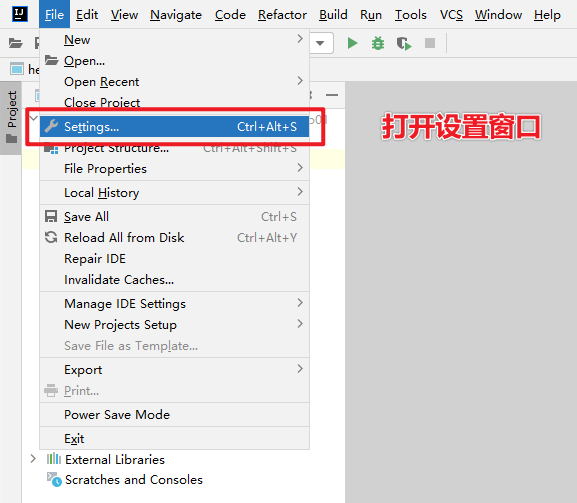 IJ
File Edit View Navigate Code Refactor Build Run Tools VCS Window Help
New
Open...
Open Recent
Close Project
Settings... Ctrl+Alt+S
Project Structure... Ctrl+Alt+Shift+S
File Properties
Local History
Save All Ctrl+S
Reload All from Disk Ctrl+Alt+Y
Repair IDE
Invalidate Caches...
Manage IDE Settings
New Projects Setup
Save File as Template...
Export
Print...
Power Save Mode
Exit
External Libraries
Scratches and Consoles
Project
he
打开设置窗口